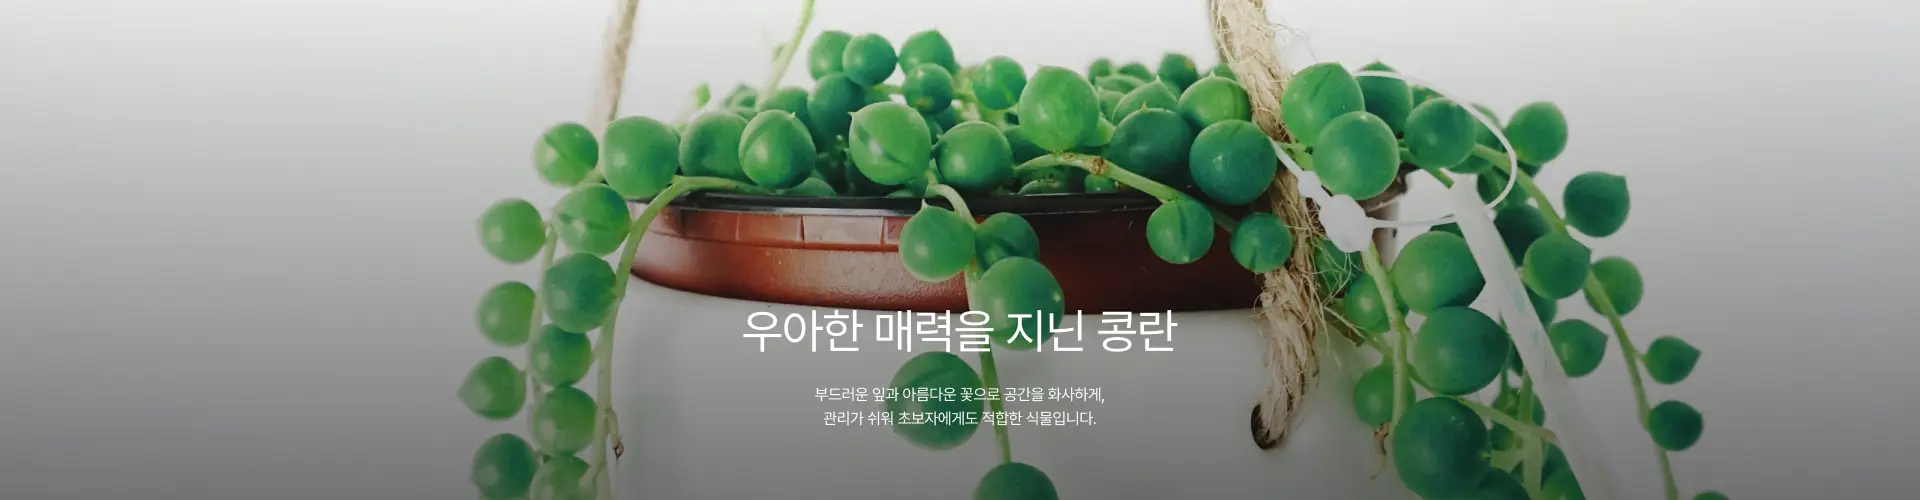 우아한 매력을 지닌 콩란
부드러운 잎과 아름다운 꽃으로 공간을 화사하게,
관리가 쉬워 초보자에게도 적합한 식물입니다.